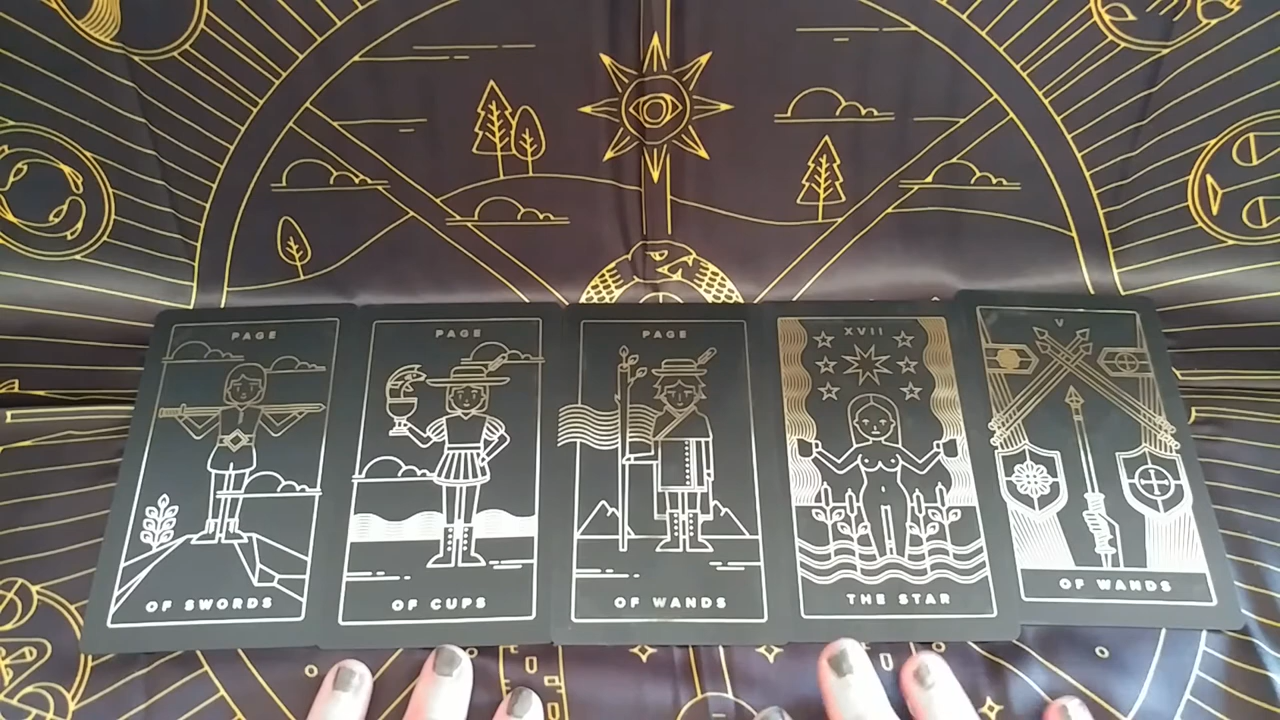 PAGE
OF SWORDS
PAGE
OF CUPS
PAGE
OF WANDS
XVII
THE STAR
V
OF WANDS